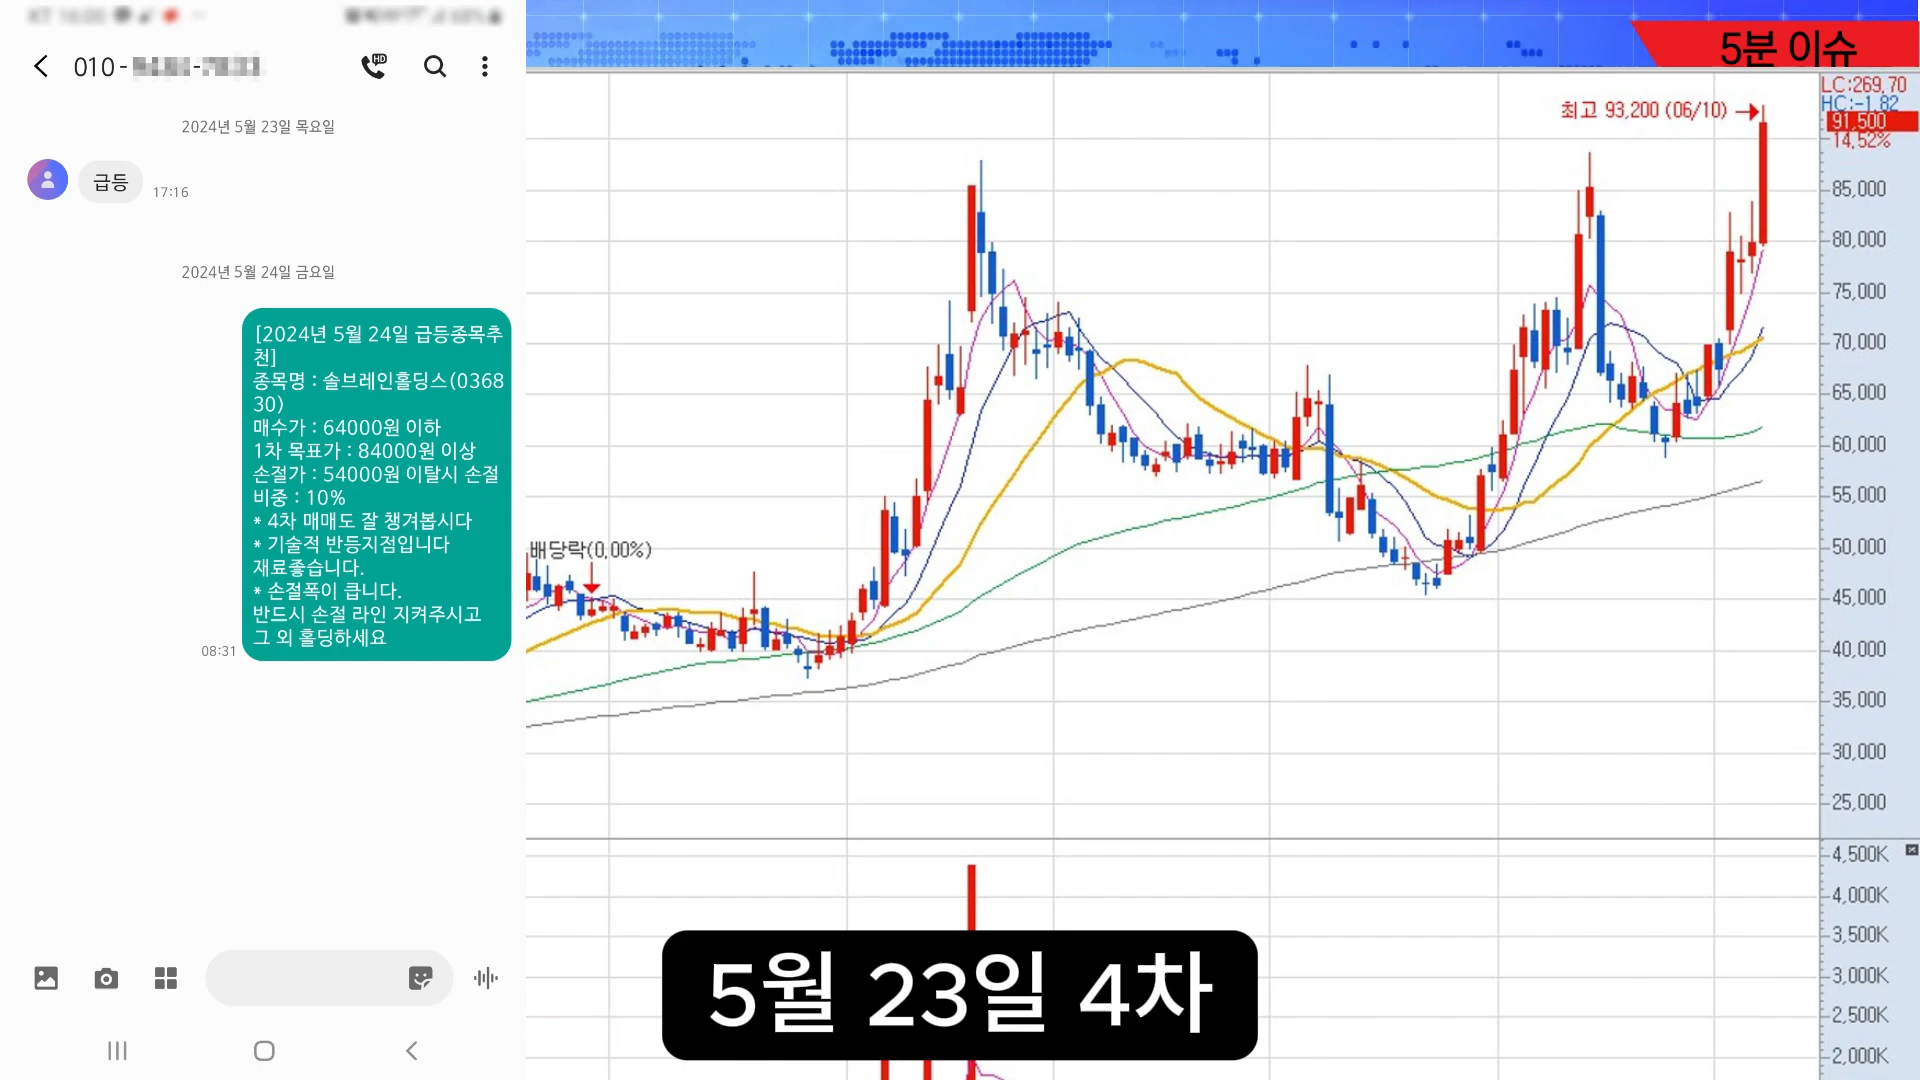 010-
2024년 5월 23일 목요일
급등
17:16
2024년 5월 24일 금요일
[2024년 5월 24일 급등종목추
천]
종목명 : 솔브레인홀딩스(0368
30)
매수가 : 64000원 이하
1차 목표가 : 84000원 이상
손절가 : 54000원 이탈시 손절
비중 : 10%
* 4차 매매도 잘 챙겨봅시다
* 기술적 반등지점입니다
재료좋습니다.
* 손절폭이 큽니다.
반드시 손절 라인 지켜주시고
그 외 홀딩하세요
08:31
5분 이슈
최고 93,200 (06/10)
LC:269,70
HC:-1,82
91,500
14,52%
85,000
80,000
75,000
70,000
65,000
60,000
55,000
50,000
45,000
40,000
35,000
30,000
25,000
배당락(0,00%)
4,500K
4,000K
3,500K
3,000K
2,500K
2,000K
5월 23일 4차